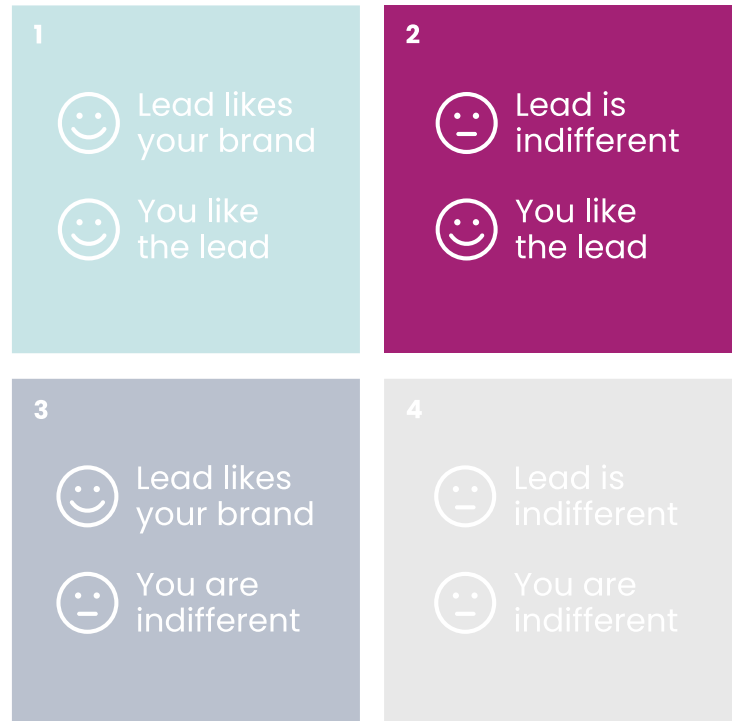 1
Lead likes
your brand
You like
the lead
2
Lead is
indifferent
You like
the lead
3
Lead likes
your brand
You are
indifferent
4
Lead is
indifferent
You are
indifferent